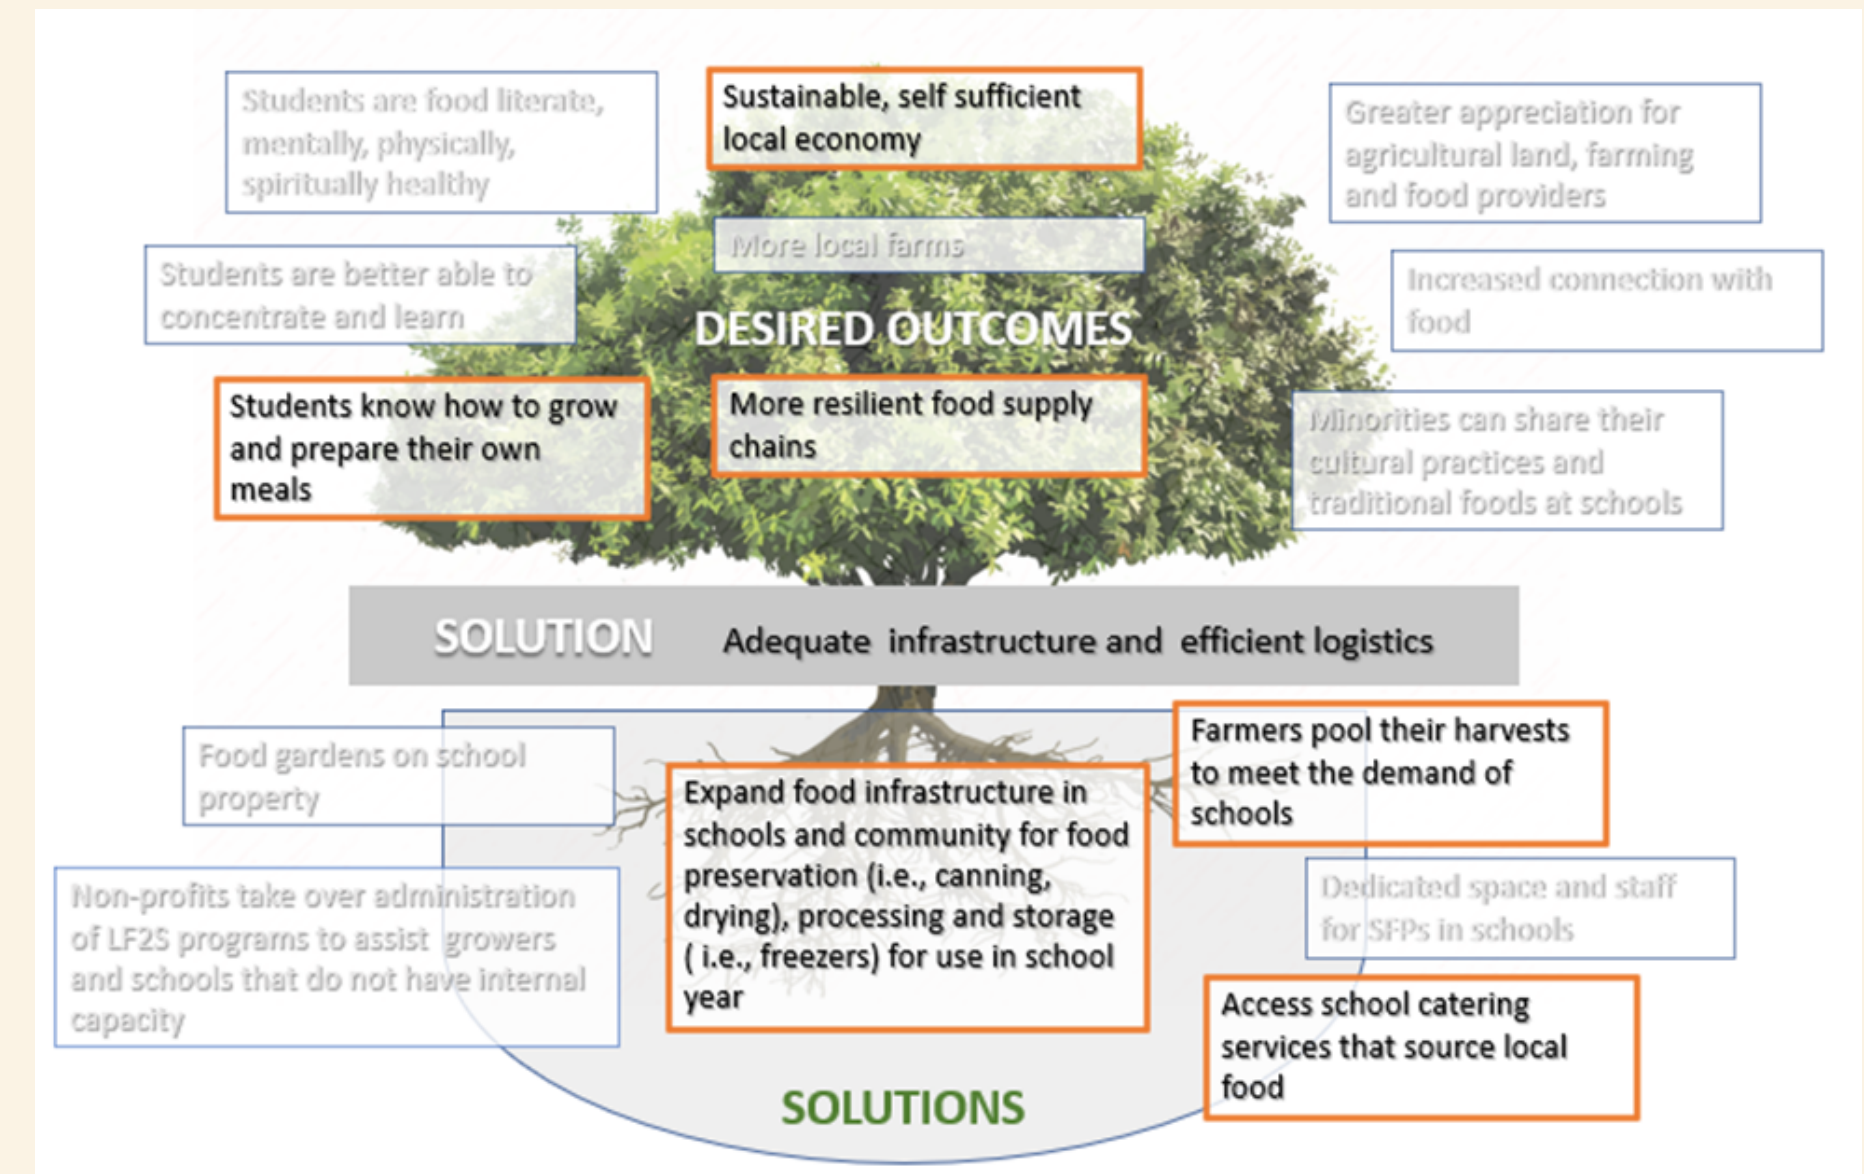 Students are food literate,
mentally, physically,
spiritually healthy
Sustainable, self sufficient
local economy
Greater appreciation for
agricultural land, farming
and food providers
More local farms
Students are better able to
concentrate and learn
Increased connection with
food
DESIRED OUTCOMES
Students know how to grow
and prepare their own
meals
More resilient food supply
chains
Minorities can share their
cultural practices and
traditional foods at schools
SOLUTION Adequate infrastructure and efficient logistics
Food gardens on school
property
Expand food infrastructure in
schools and community for food
preservation (i.e., canning,
drying), processing and storage
( i.e., freezers) for use in school
year
Farmers pool their harvests
to meet the demand of
schools
Non-profits take over administration
of LF2S programs to assist growers
and schools that do not have internal
capacity
Dedicated space and staff
for SFPs in schools
Access school catering
services that source local
food
SOLUTIONS